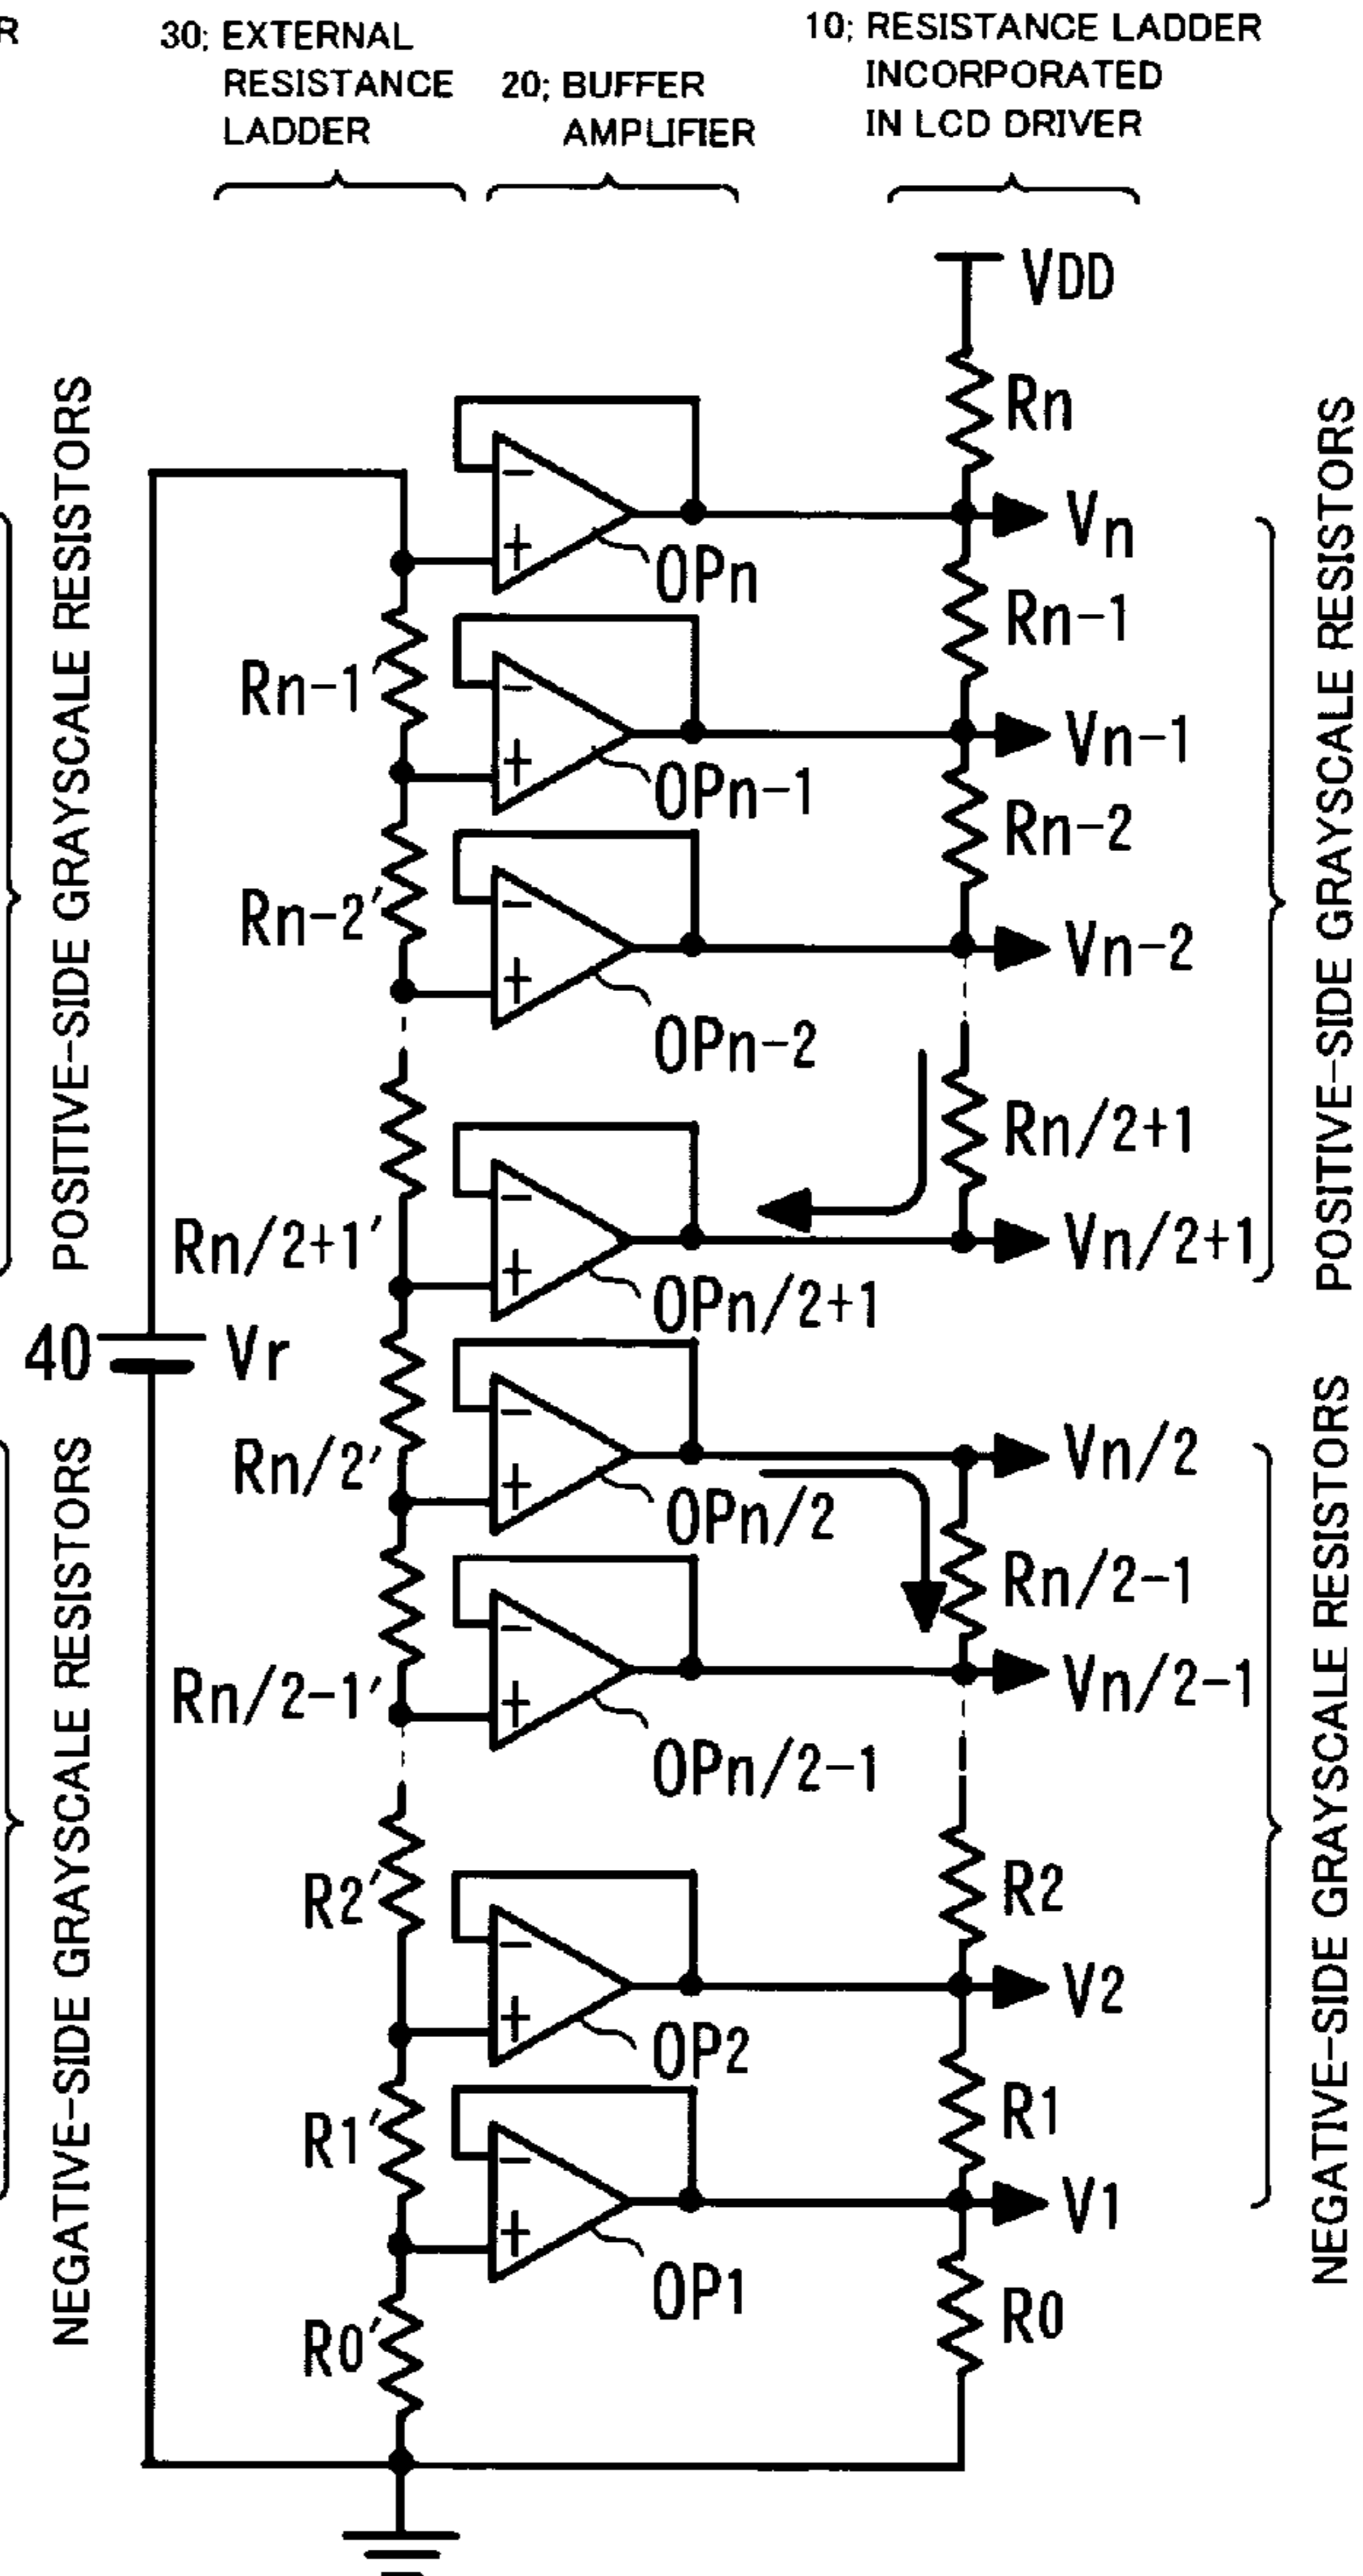 R
30; EXTERNAL
RESISTANCE
LADDER
20; BUFFER
AMPLIFIER
10; RESISTANCE LADDER
INCORPORATED
IN LCD DRIVER
VDD
Rn
Vn
OPn
Rn-1
Rn-1′
Vn-1
OPn-1
Rn-2
Rn-2′
Vn-2
OPn-2
Rn/2+1
Rn/2+1′
Vn/2+1
OPn/2+1
40
Vr
Rn/2′
Vn/2
OPn/2
Rn/2-1
Rn/2-1′
Vn/2-1
OPn/2-1
R2′
R2
V2
OP2
R1′
R1
V1
OP1
R0′
R0
POSITIVE-SIDE GRAYSCALE RESISTORS
NEGATIVE-SIDE GRAYSCALE RESISTORS
POSITIVE-SIDE GRAYSCALE RESISTORS
NEGATIVE-SIDE GRAYSCALE RESISTORS